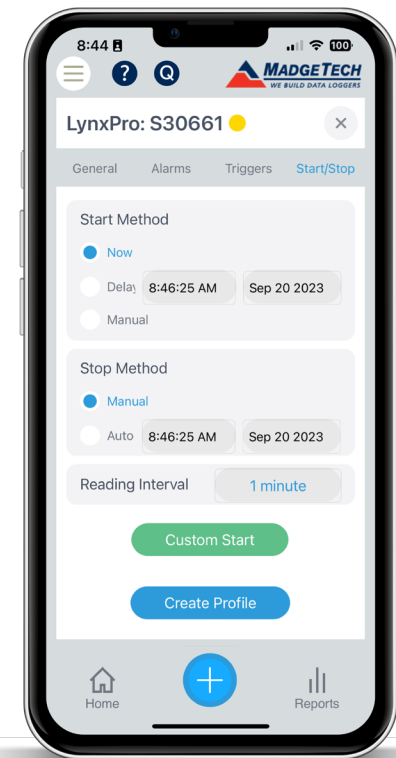 8:44
100
? Q MADGETECH
WE BUILD DATA LOGGERS
LynxPro: S30661
General Alarms Triggers Start/Stop
Start Method
Now
Delay 8:46:25 AM Sep 20 2023
Manual
Stop Method
Manual
Auto 8:46:25 AM Sep 20 2023
Reading Interval 1 minute
Custom Start
Create Profile
Home Reports